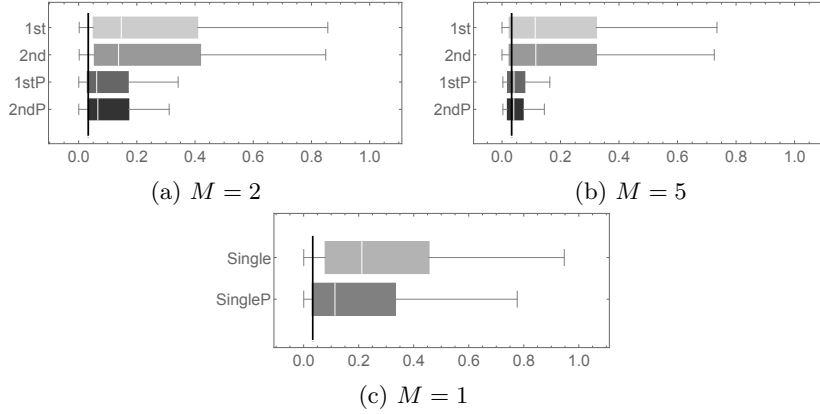 1st
2nd
1stP
2ndP
0.0 0.2 0.4 0.6 0.8 1.0
(a) M = 2
1st
2nd
1stP
2ndP
0.0 0.2 0.4 0.6 0.8 1.0
(b) M = 5
Single
SingleP
0.0 0.2 0.4 0.6 0.8 1.0
(c) M = 1